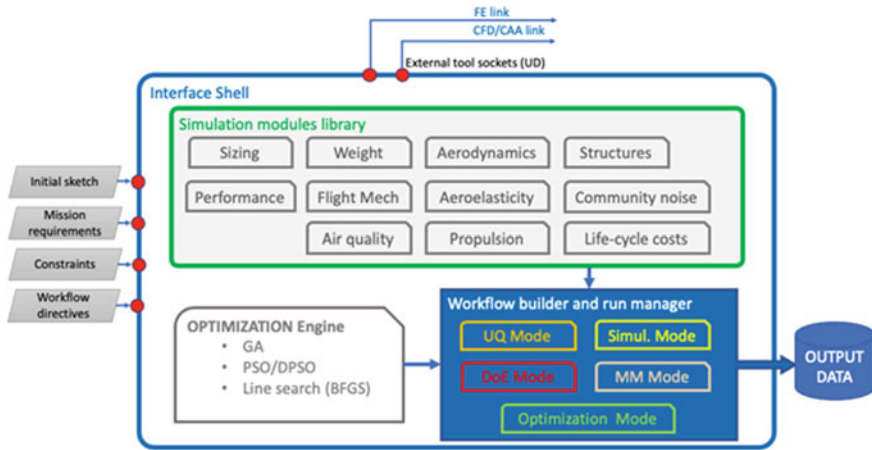 FE link
CFD/CAA link
External tool sockets (UD)
Interface Shell
Simulation modules library
Sizing
Weight
Aerodynamics
Structures
Performance
Flight Mech
Aeroelasticity
Community noise
Air quality
Propulsion
Life-cycle costs
Initial sketch
Mission
requirements
Constraints
Workflow
directives
OPTIMIZATION Engine
• GA
• PSO/DPSO
• Line search (BFGS)
Workflow builder and run manager
UQ Mode
Simul. Mode
DoE Mode
MM Mode
Optimization Mode
OUTPUT
DATA